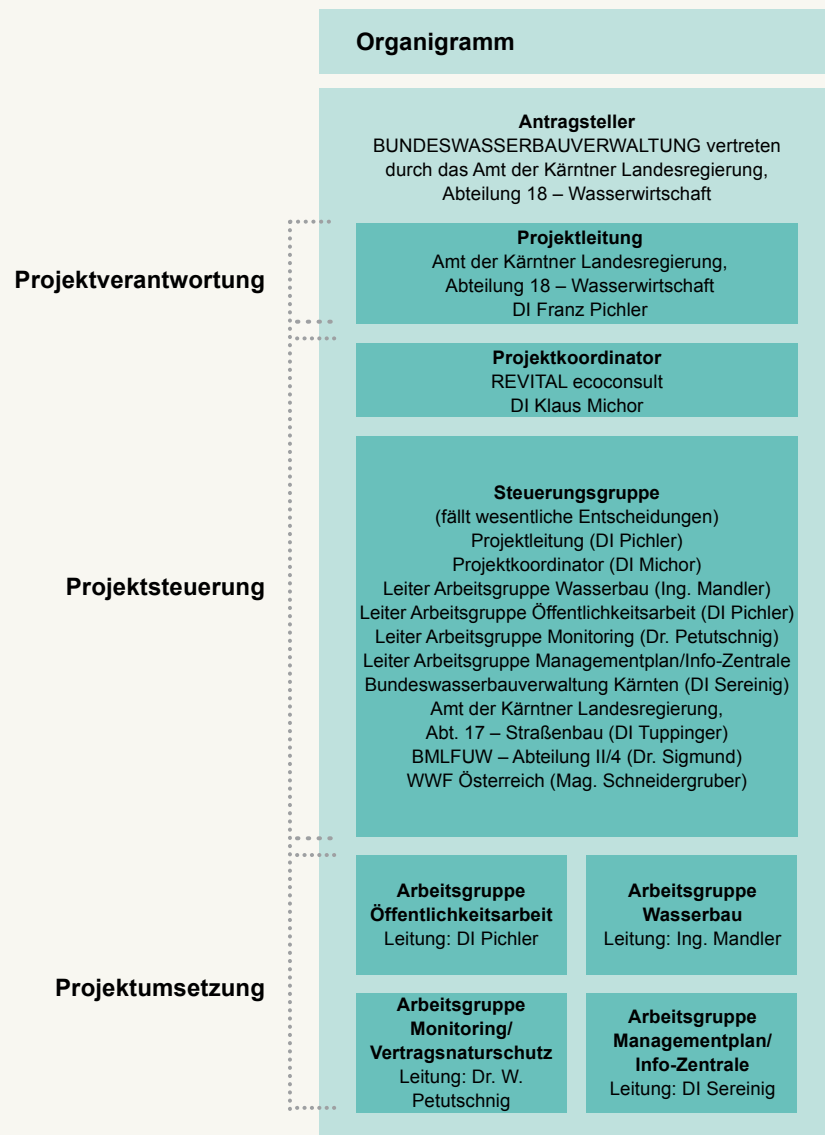 Organigramm
Antragsteller
BUNDESWASSERBAUVERWALTUNG vertreten
durch das Amt der Kärntner Landesregierung,
Abteilung 18 – Wasserwirtschaft
Projektverantwortung
Projektleitung
Amt der Kärntner Landesregierung,
Abteilung 18 – Wasserwirtschaft
DI Franz Pichler
Projektsteuerung
Projektkoordinator
REVITAL ecoconsult
DI Klaus Michor
Steuerungsgruppe
(fällt wesentliche Entscheidungen)
Projektleitung (DI Pichler)
Projektkoordinator (DI Michor)
Leiter Arbeitsgruppe Wasserbau (Ing. Mandler)
Leiter Arbeitsgruppe Öffentlichkeitsarbeit (DI Pichler)
Leiter Arbeitsgruppe Monitoring (Dr. Petutschnig)
Leiter Arbeitsgruppe Managementplan/Info-Zentrale
Bundeswasserbauverwaltung Kärnten (DI Sereinig)
Amt der Kärntner Landesregierung,
Abt. 17 – Straßenbau (DI Tuppinger)
BMLFUW – Abteilung II/4 (Dr. Sigmund)
WWF Österreich (Mag. Schneidergruber)
Projektumsetzung
Arbeitsgruppe
Öffentlichkeitsarbeit
Leitung: DI Pichler
Arbeitsgruppe
Wasserbau
Leitung: Ing. Mandler
Arbeitsgruppe
Monitoring/
Vertragsnaturschutz
Leitung: Dr. W.
Petutschnig
Arbeitsgruppe
Managementplan/
Info-Zentrale
Leitung: DI Sereinig